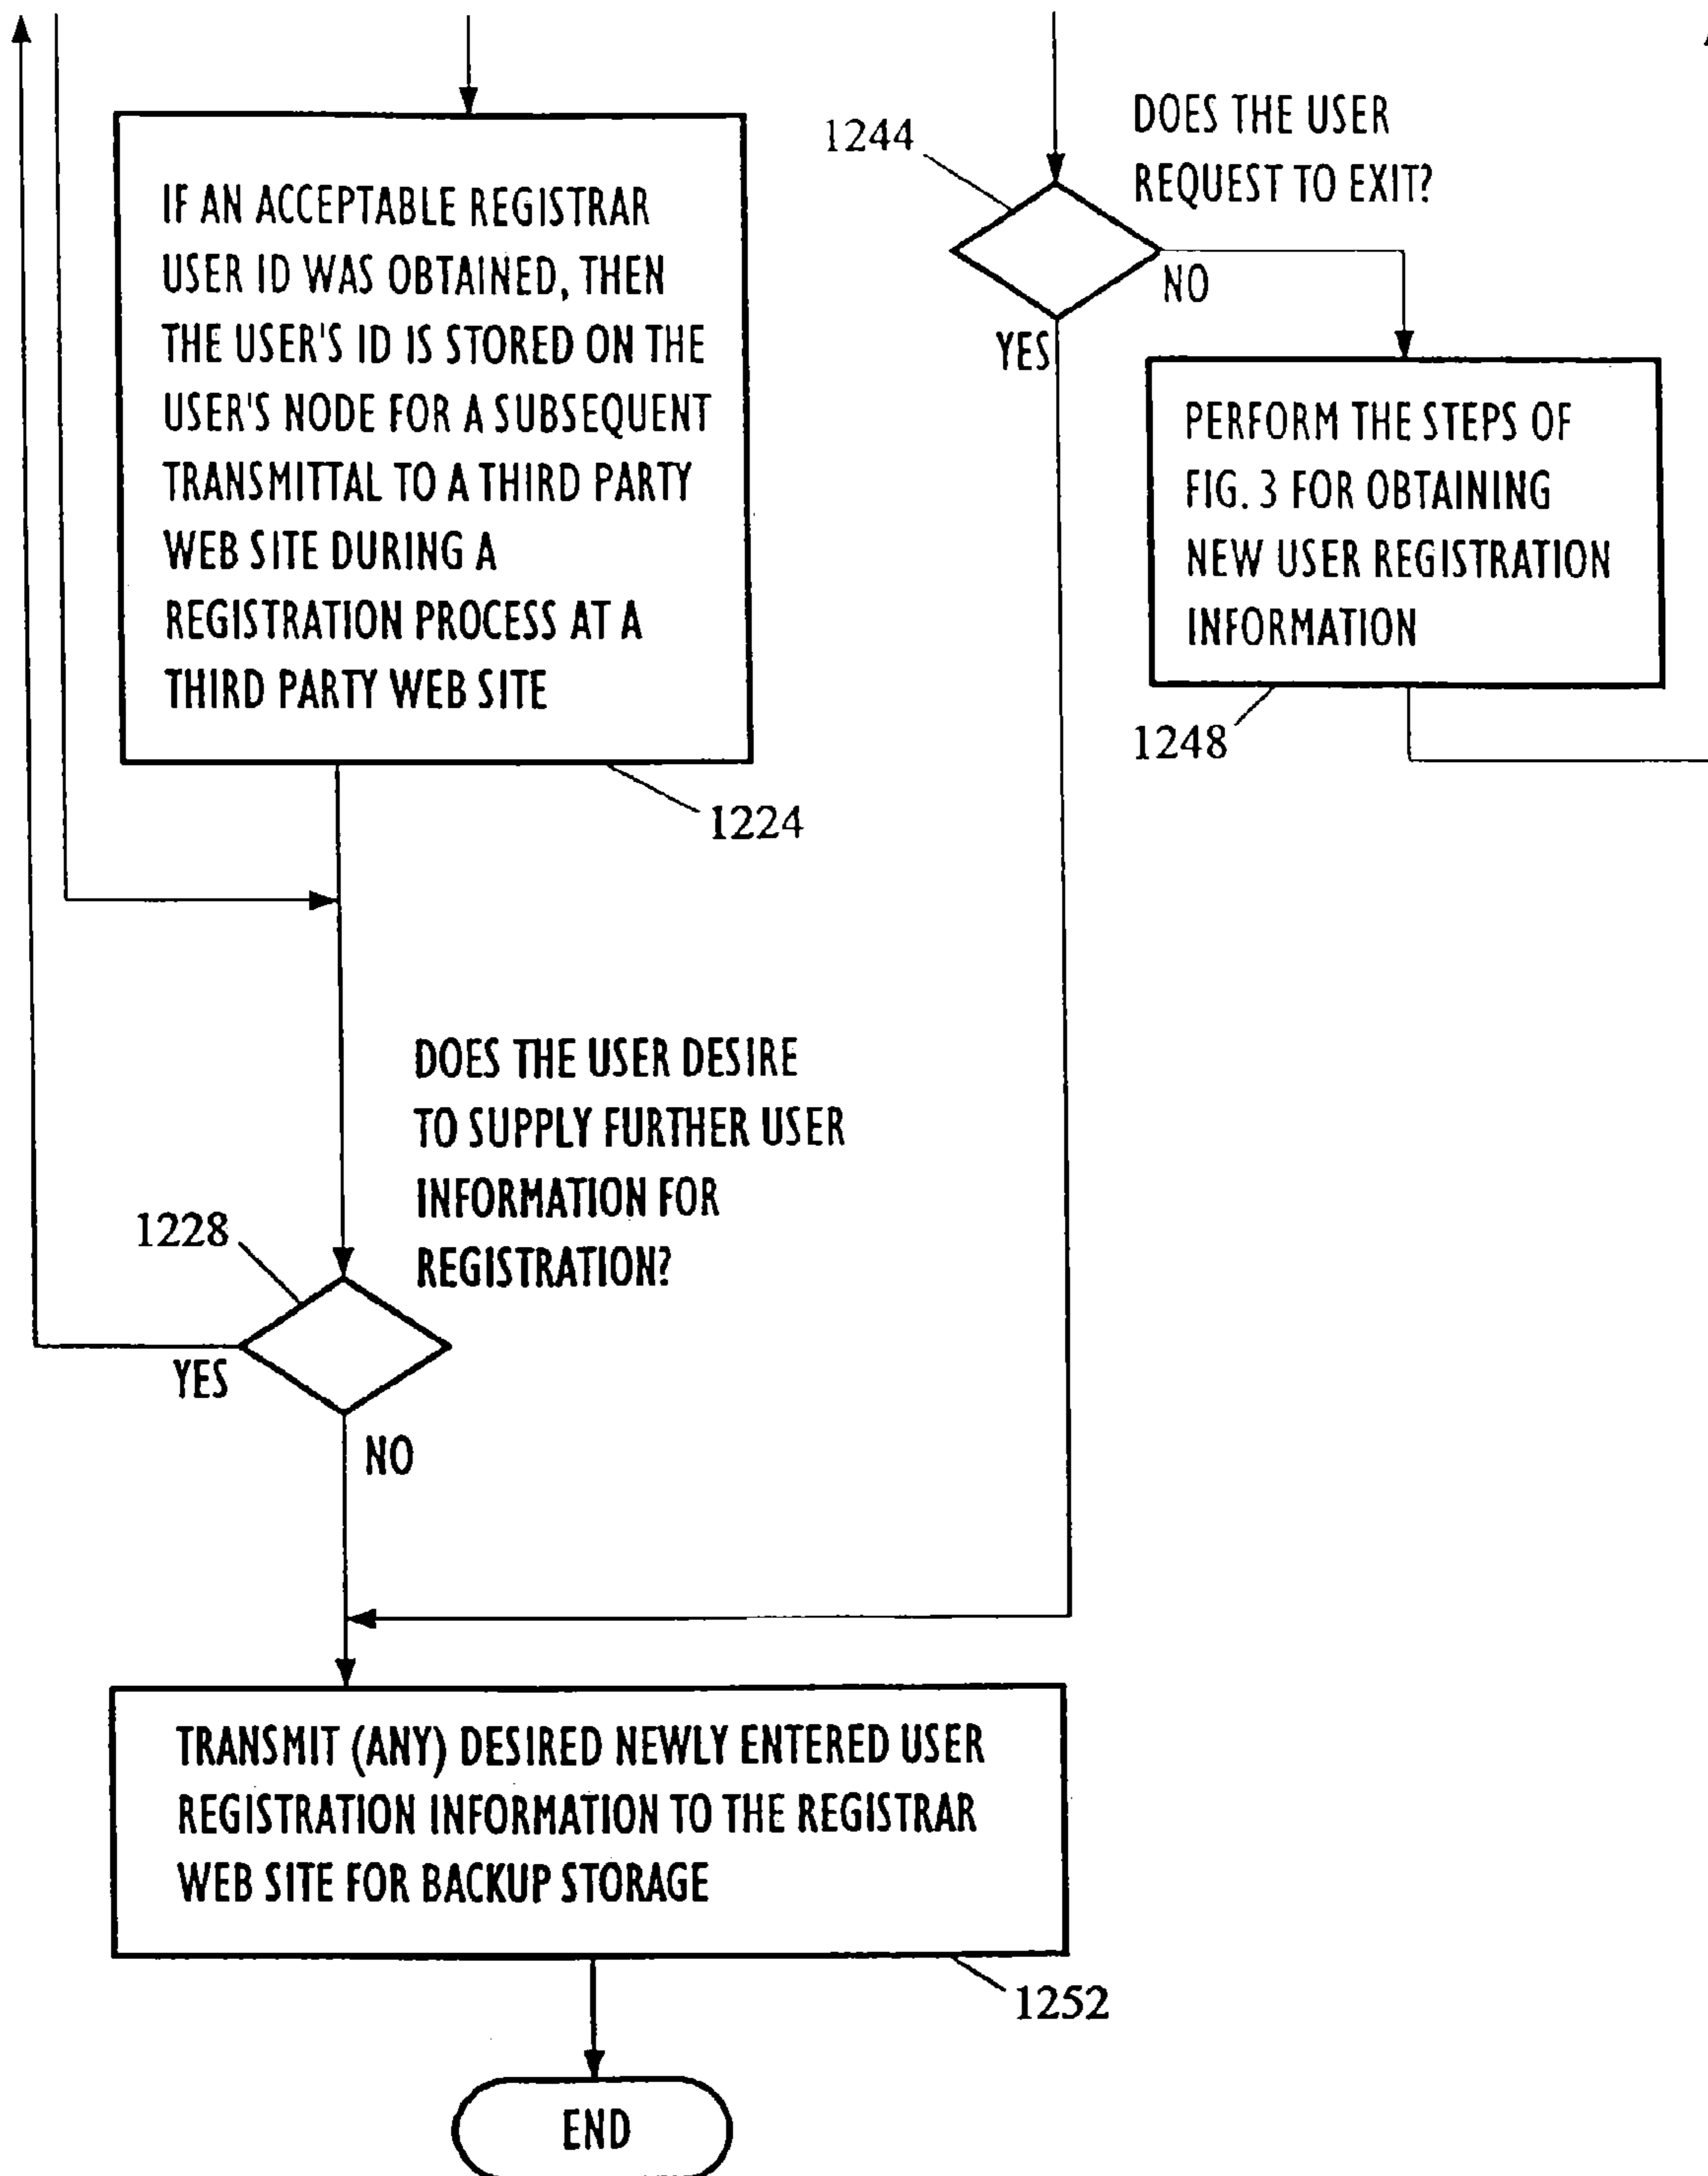 IF AN ACCEPTABLE REGISTRAR
USER ID WAS OBTAINED, THEN
THE USER'S ID IS STORED ON THE
USER'S NODE FOR A SUBSEQUENT
TRANSMITTAL TO A THIRD PARTY
WEB SITE DURING A
REGISTRATION PROCESS AT A
THIRD PARTY WEB SITE
1224
1244
DOES THE USER
REQUEST TO EXIT?
NO
YES
PERFORM THE STEPS OF
FIG. 3 FOR OBTAINING
NEW USER REGISTRATION
INFORMATION
1248
DOES THE USER DESIRE
TO SUPPLY FURTHER USER
INFORMATION FOR
REGISTRATION?
1228
YES
NO
TRANSMIT (ANY) DESIRED NEWLY ENTERED USER
REGISTRATION INFORMATION TO THE REGISTRAR
WEB SITE FOR BACKUP STORAGE
1252
END